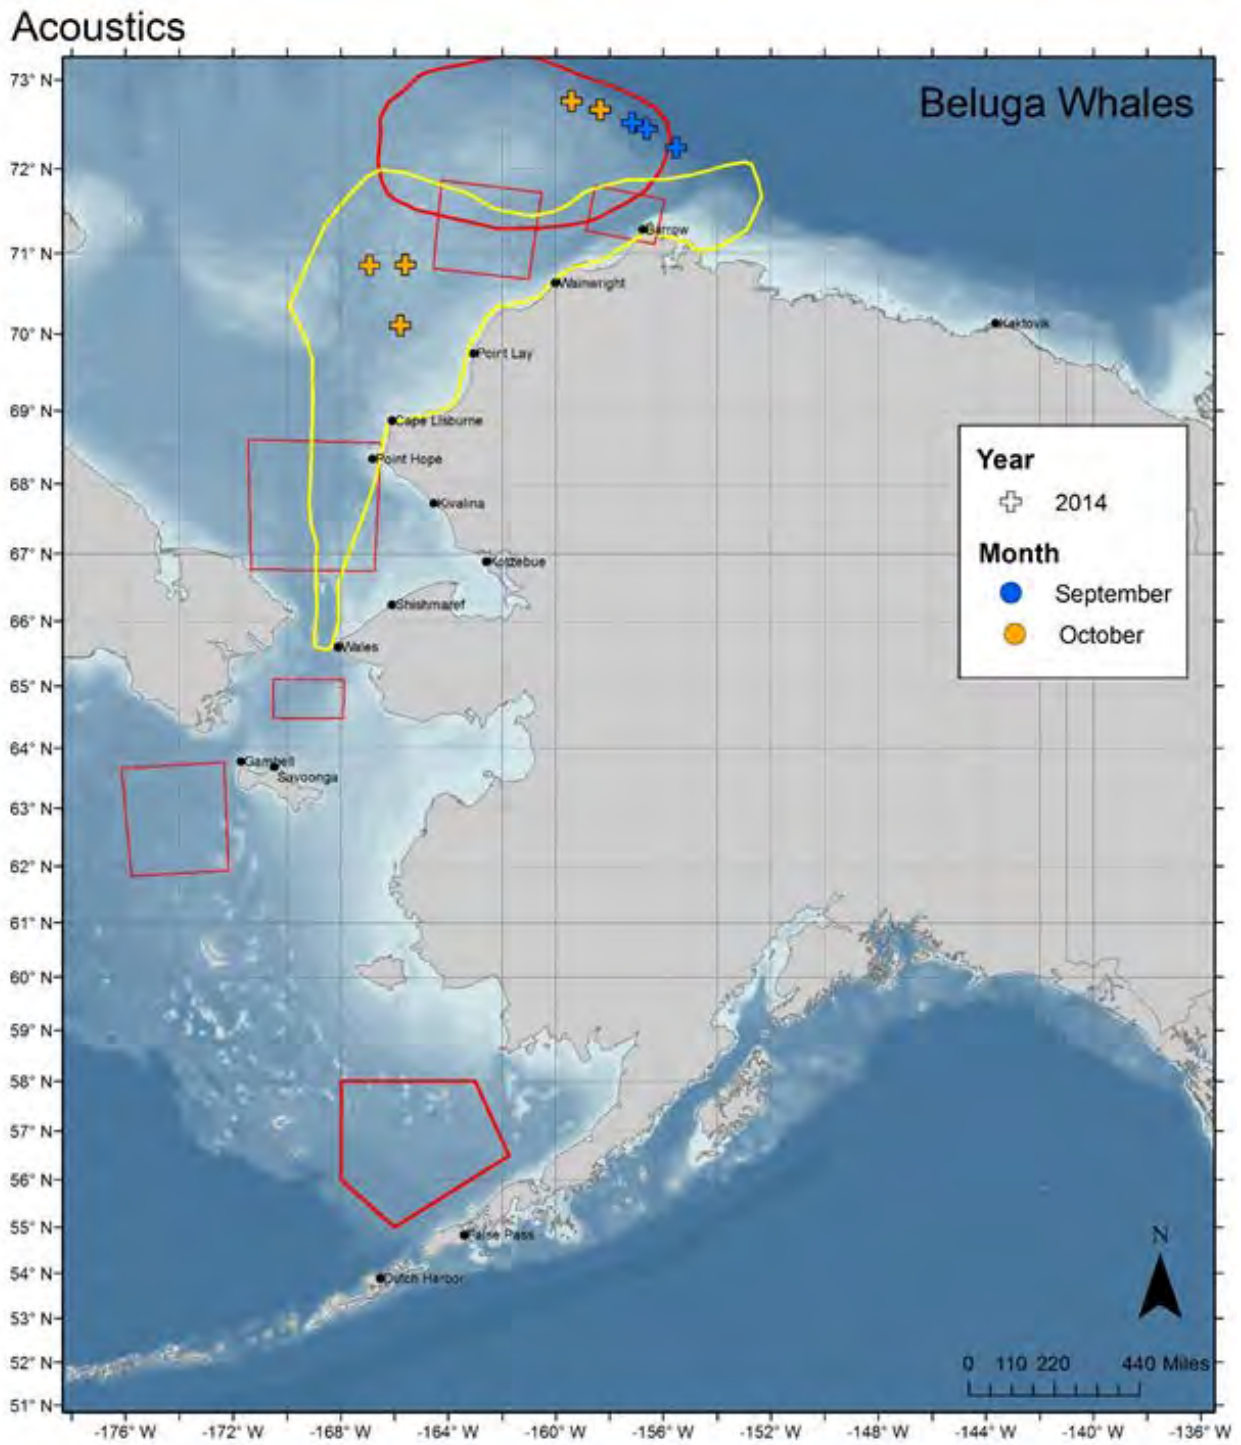 Acoustics
Beluga Whales
73° N
72° N
71° N
70° N
69° N
68° N
67° N
66° N
65° N
64° N
63° N
62° N
61° N
60° N
59° N
58° N
57° N
56° N
55° N
54° N
53° N
52° N
51° N
Barrow
Wainwright
Kaktovik
Point Lay
Cape Lisburne
Point Hope
Kivalina
Kotzebue
Shishmaref
Wales
Gambell
Savoonga
False Pass
Dutch Harbor
Year
2014
Month
September
October
N
0 110 220 440 Miles
-176° W -172° W -168° W -164° W -160° W -156° W -152° W -148° W -144° W -140° W -136° W